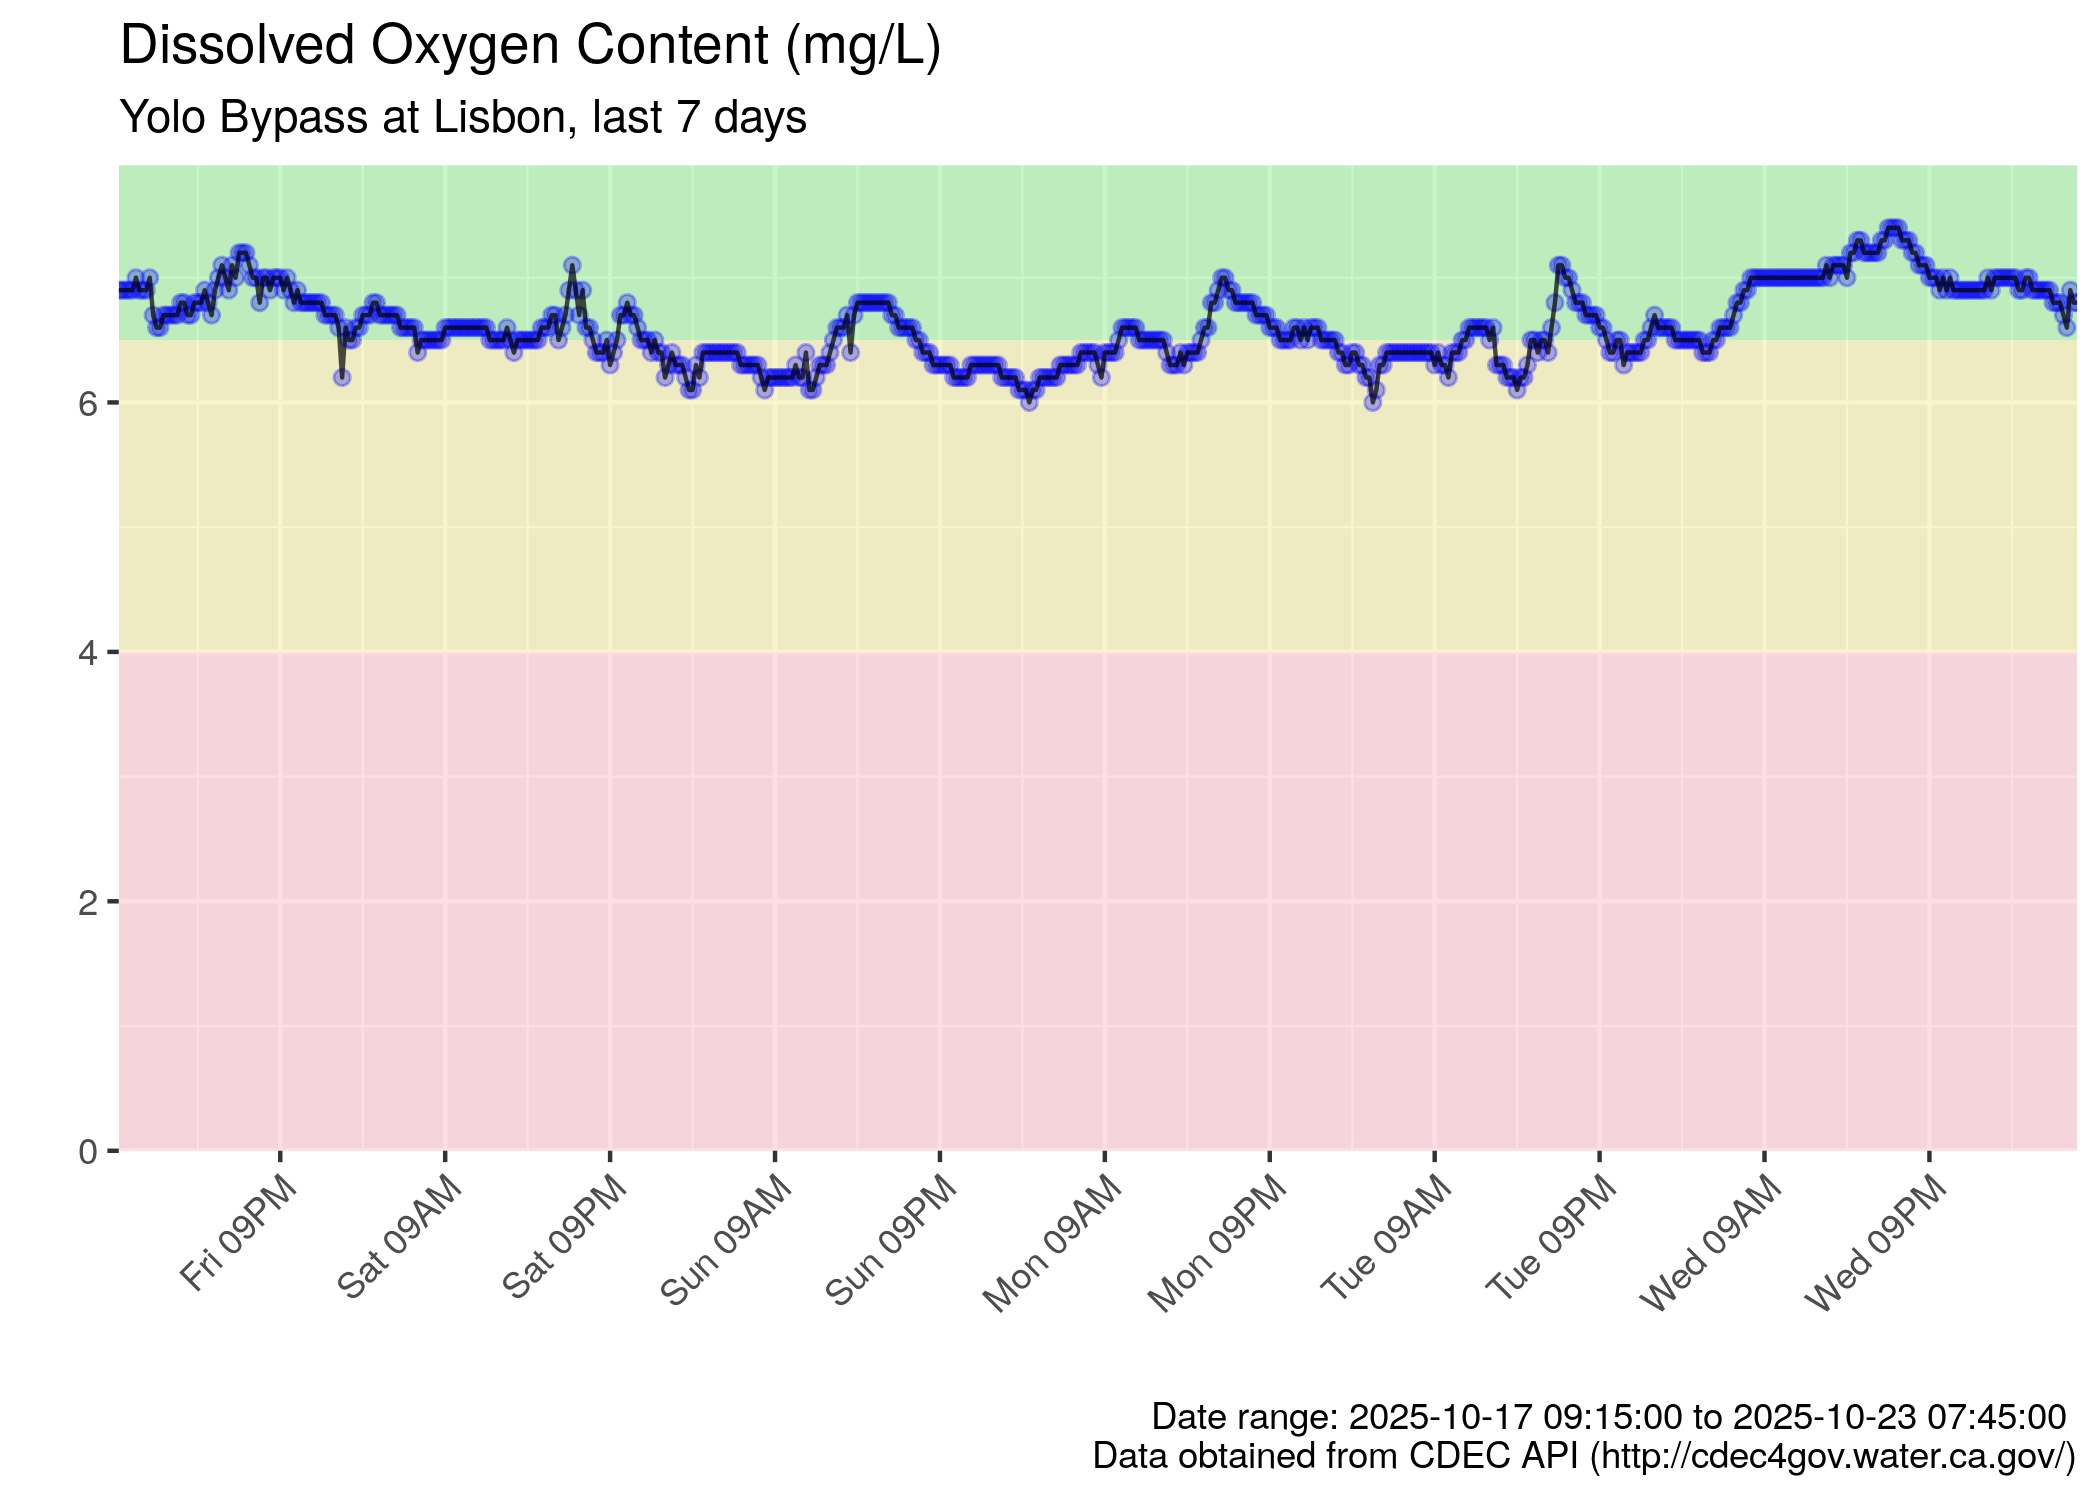 Dissolved Oxygen Content (mg/L)
Yolo Bypass at Lisbon, last 7 days
6
4
2
0
Fri 09PM
Sat 09AM
Sat 09PM
Sun 09AM
Sun 09PM
Mon 09AM
Mon 09PM
Tue 09AM
Tue 09PM
Wed 09AM
Wed 09PM
Date range: 2025-10-17 09:15:00 to 2025-10-23 07:45:00
Data obtained from CDEC API (http://cdec4gov.water.ca.gov/)